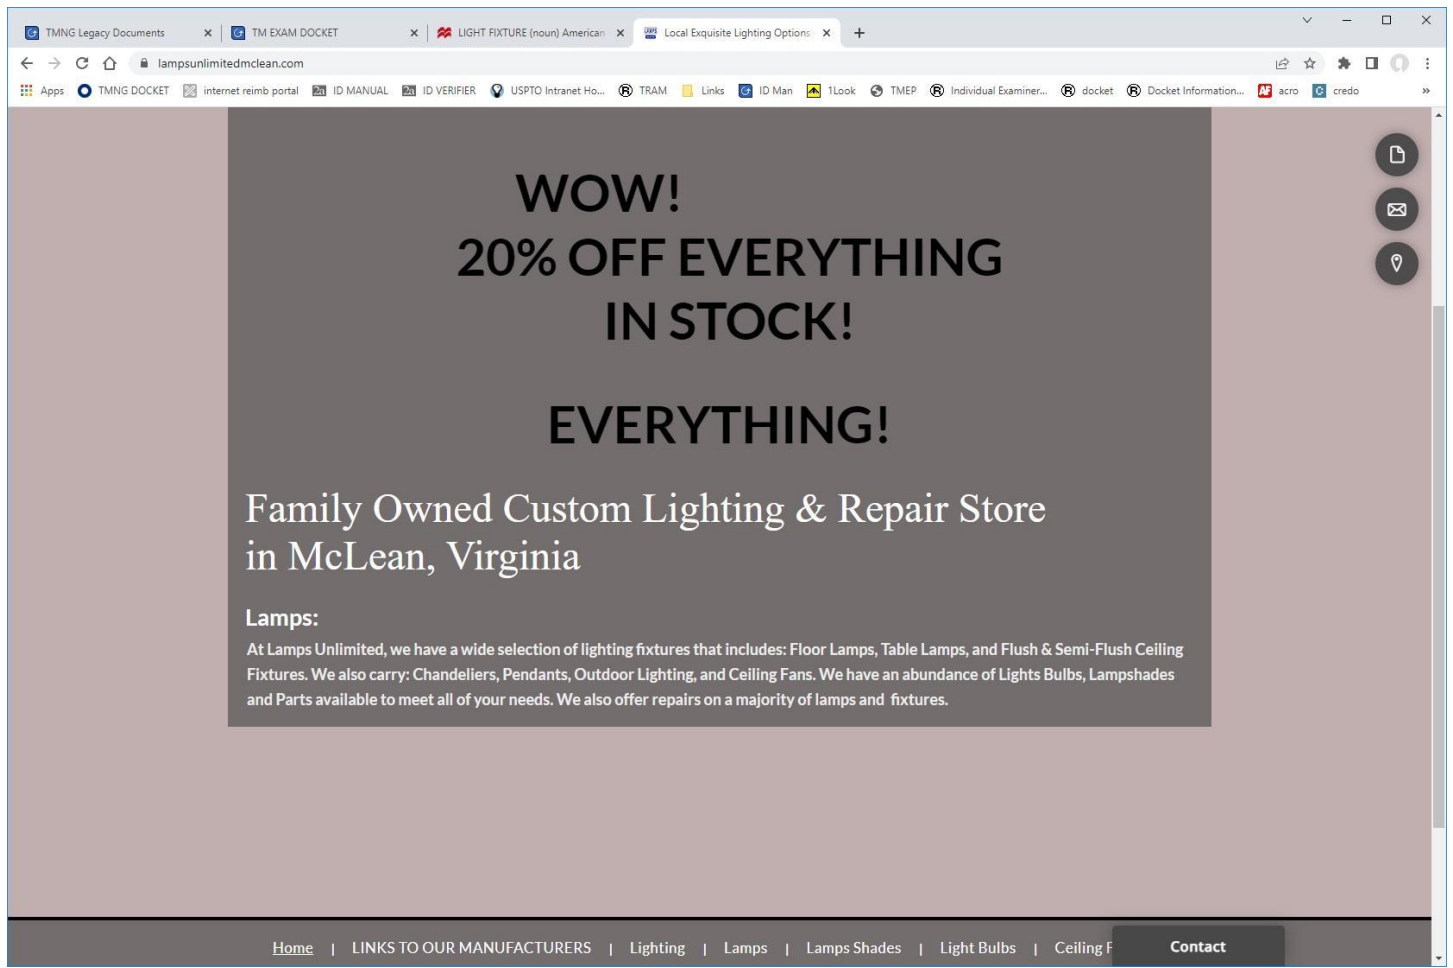 TMNG Legacy Documents
TM EXAM DOCKET
LIGHT FIXTURE (noun) American
Local Exquisite Lighting Options
lampsunlimitedmclean.com
Apps TMNG DOCKET internet reimb portal ID MANUAL ID VERIFIER USPTO Intranet Ho... TRAM Links ID Man 1Look TMEP Individual Examiner... docket Docket Information... acro credo »
WOW!
20% OFF EVERYTHING
IN STOCK!
EVERYTHING!
Family Owned Custom Lighting & Repair Store
in McLean, Virginia
Lamps:
At Lamps Unlimited, we have a wide selection of lighting fixtures that includes: Floor Lamps, Table Lamps, and Flush & Semi-Flush Ceiling
Fixtures. We also carry: Chandeliers, Pendants, Outdoor Lighting, and Ceiling Fans. We have an abundance of Lights Bulbs, Lampshades
and Parts available to meet all of your needs. We also offer repairs on a majority of lamps and fixtures.
Home | LINKS TO OUR MANUFACTURERS | Lighting | Lamps | Lamps Shades | Light Bulbs | Ceiling F
Contact